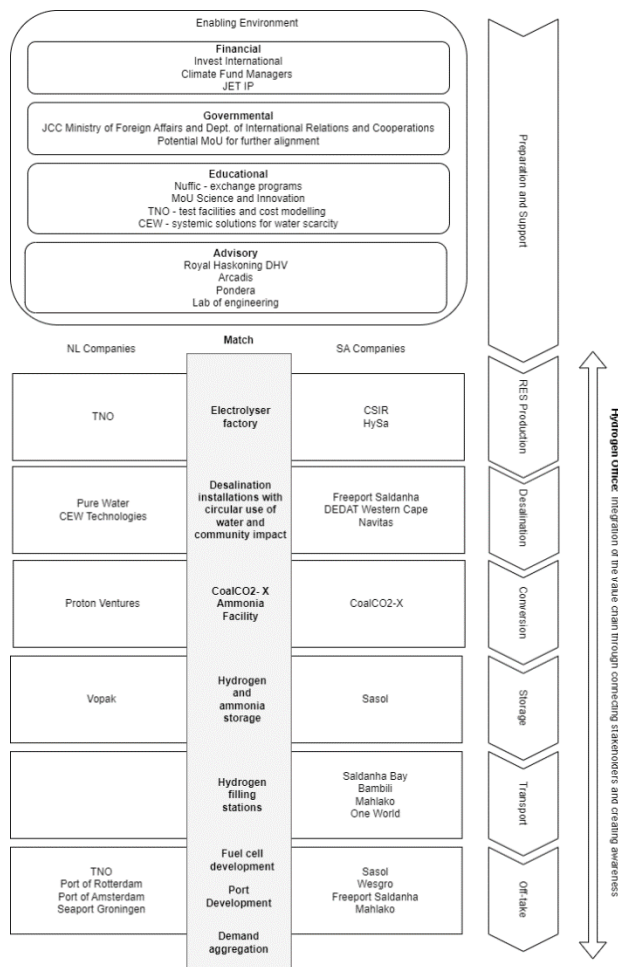 Enabling Environment
Financial
Invest International
Climate Fund Managers
JET IP
Governmental
JCC Ministry of Foreign Affairs and Dept. of International Relations and Cooperations
Potential MoU for further alignment
Educational
Nuffic - exchange programs
MoU Science and Innovation
TNO - test facilities and cost modelling
CEW - systemic solutions for water scarcity
Advisory
Royal Haskoning DHV
Arcadis
Pondera
Lab of engineering
Preparation and Support
NL Companies
Match
SA Companies
TNO
Electrolyser
factory
CSIR
HySa
RES Production
Pure Water
CEW Technologies
Desalination
installations with
circular use of
water and
community impact
Freeport Saldanha
DEDAT Western Cape
Navitas
Desalination
Proton Ventures
CoalCO2- X
Ammonia
Facility
CoalCO2-X
Conversion
Vopak
Hydrogen
and
ammonia
storage
Sasol
Storage
Hydrogen
filling
stations
Saldanha Bay
Bambili
Mahlako
One World
Transport
TNO
Port of Rotterdam
Port of Amsterdam
Seaport Groningen
Fuel cell
development
Port
Development
Demand
aggregation
Sasol
Wesgro
Freeport Saldanha
Mahlako
Off-take
Hydrogen Office: Integration of the value chain through connecting stakeholders and creating awareness